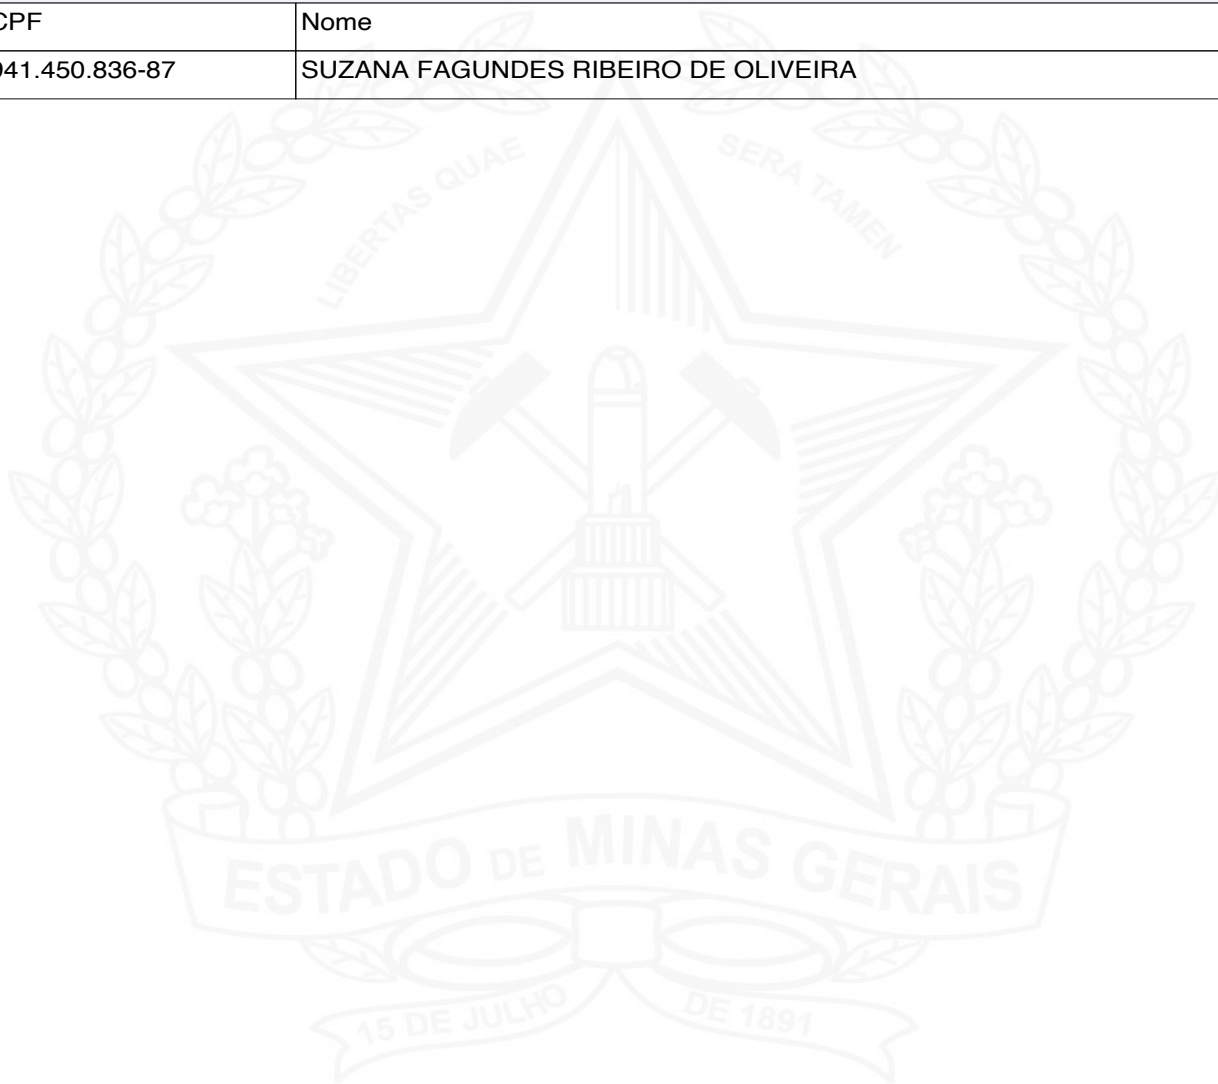 CPF Nome
941.450.836-87 SUZANA FAGUNDES RIBEIRO DE OLIVEIRA
LIBERTAS QUAE SERA TAMEN
ESTADO DE MINAS GERAIS
15 DE JULHO DE 1891